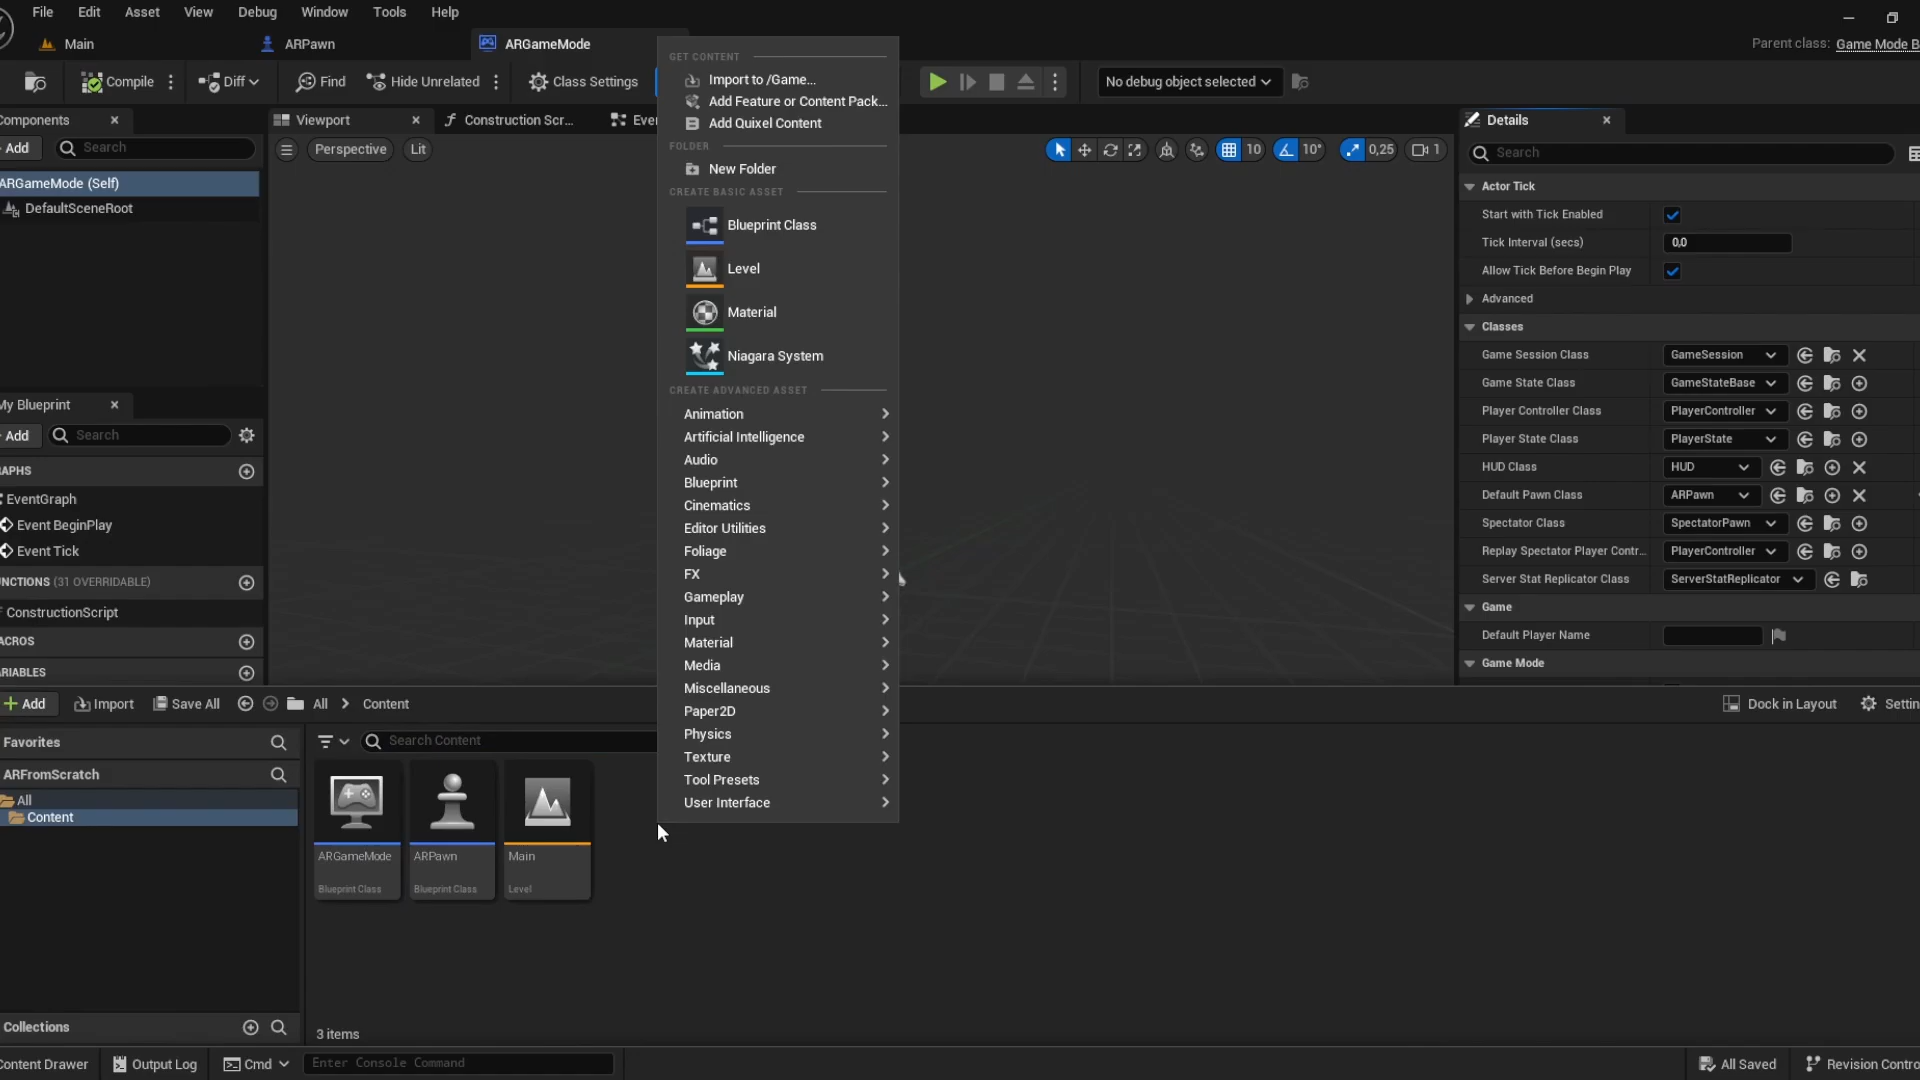 File Edit Asset View Debug Window Tools Help
Main
ARPawn
ARGameMode
Parent class: Game Mode B
Compile
Diff
Find
Hide Unrelated
Class Settings
No debug object selected
omponents
Viewport
Construction Scr...
Eve
Add
Search
Perspective
Lit
10
10°
0,25
1
ARGameMode (Self)
DefaultSceneRoot
My Blueprint
Add
Search
APHS
EventGraph
Event BeginPlay
Event Tick
NCTIONS (31 OVERRIDABLE)
ConstructionScript
ACROS
RIABLES
GET CONTENT
Import to /Game...
Add Feature or Content Pack...
Add Quixel Content
FOLDER
New Folder
CREATE BASIC ASSET
Blueprint Class
Level
Material
Niagara System
CREATE ADVANCED ASSET
Animation
Artificial Intelligence
Audio
Blueprint
Cinematics
Editor Utilities
Foliage
FX
Gameplay
Input
Material
Media
Miscellaneous
Paper2D
Physics
Texture
Tool Presets
User Interface
Details
Search
Actor Tick
Start with Tick Enabled
Tick Interval (secs) 0,0
Allow Tick Before Begin Play
Advanced
Classes
Game Session Class GameSession
Game State Class GameStateBase
Player Controller Class PlayerController
Player State Class PlayerState
HUD Class HUD
Default Pawn Class ARPawn
Spectator Class SpectatorPawn
Replay Spectator Player Contr... PlayerController
Server Stat Replicator Class ServerStatReplicator
Game
Default Player Name
Game Mode
Add
Import
Save All
All
Content
Dock in Layout
Settin
Favorites
Search Content
ARFromScratch
All
Content
ARGameMode
Blueprint Class
ARPawn
Blueprint Class
Main
Level
Collections
3 items
ontent Drawer
Output Log
Cmd
Enter Console Command
All Saved
Revision Contro